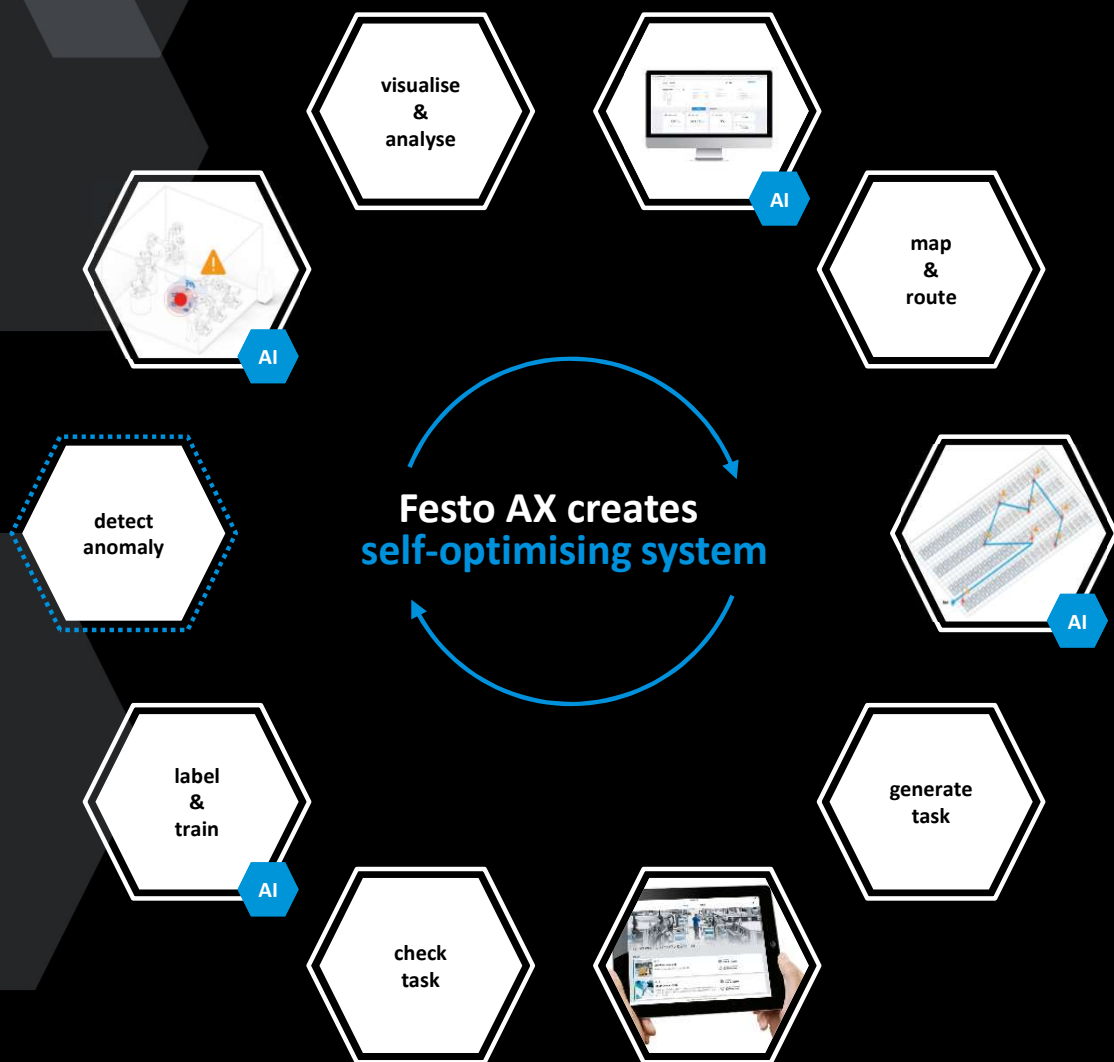 visualise
&
analyse
AI
map
&
route
AI
AI
Festo AX creates
self-optimising system
detect
anomaly
label
&
train
AI
generate
task
check
task